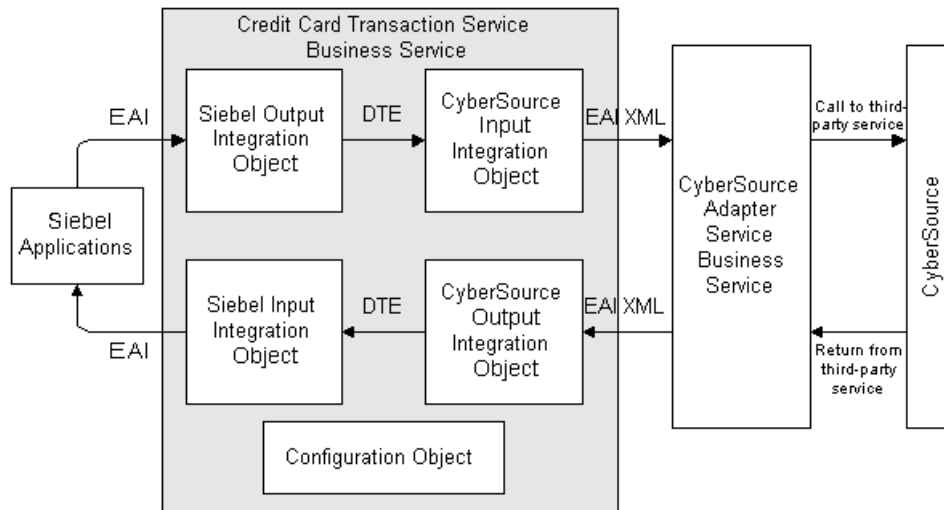 Credit Card Transaction Service
Business Service
EAI
Siebel Output
Integration
Object
DTE
CyberSource
Input
Integration
Object
EAI XML
Call to third-
party service
Siebel
Applications
CyberSource
Adapter
Service
Business
Service
CyberSource
EAI
Siebel Input
Integration
Object
DTE
CyberSource
Output
Integration
Object
EAI XML
Return from
third-party
service
Configuration Object